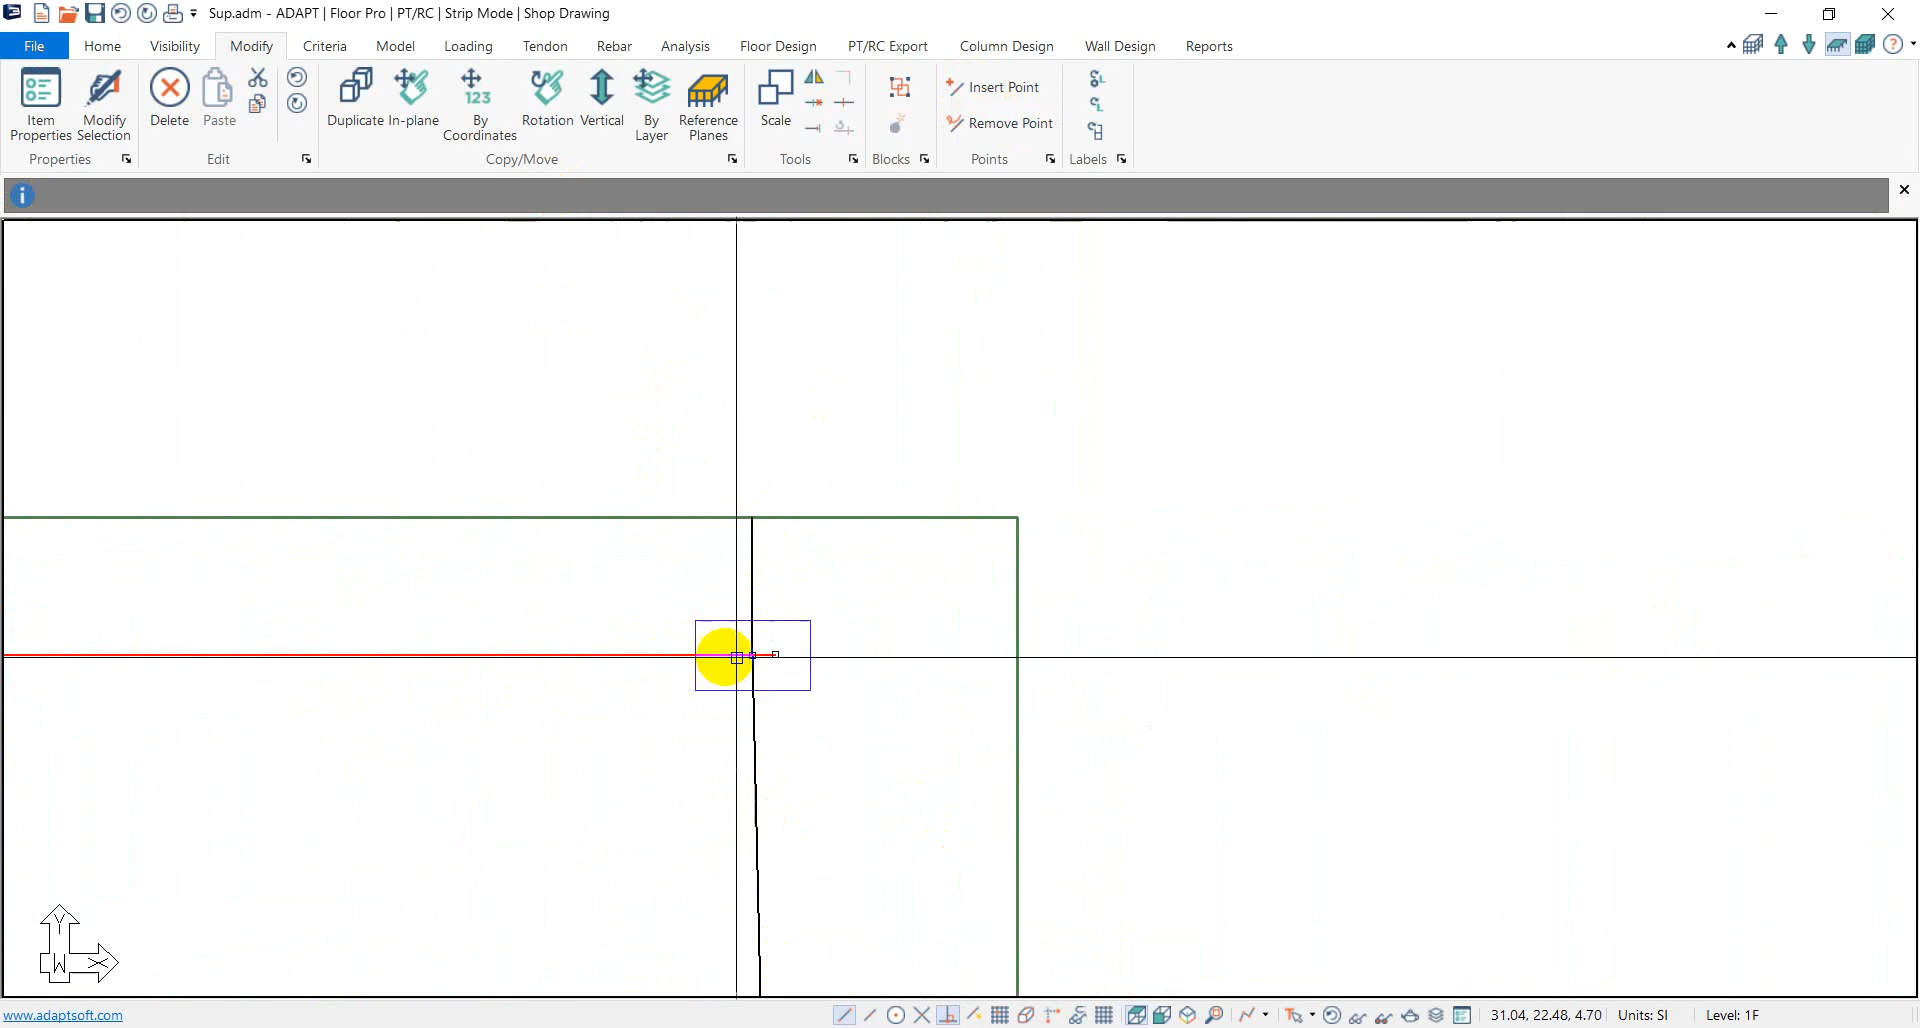 Sup.adm - ADAPT | Floor Pro | PT/RC | Strip Mode | Shop Drawing
File Home Visibility Modify Criteria Model Loading Tendon Rebar Analysis Floor Design PT/RC Export Column Design Wall Design Reports
Item Properties
Modify Selection
Properties
Delete
Paste
Edit
Duplicate
In-plane
123
By Coordinates
Rotation
Vertical
By Layer
Reference Planes
Copy/Move
Scale
Tools
Blocks
Insert Point
Remove Point
Points
Labels
Y
W X
www.adaptsoft.com
31.04, 22.48, 4.70 Units: SI Level: 1F